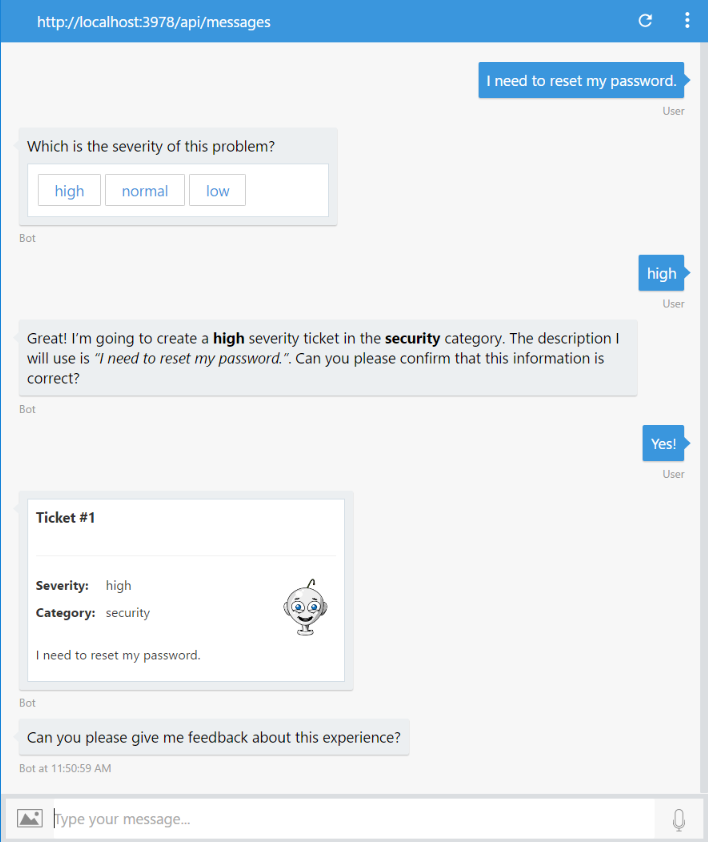 http://localhost:3978/api/messages
I need to reset my password.
User
Which is the severity of this problem?
high normal low
Bot
high
User
Great! I’m going to create a high severity ticket in the security category. The description I
will use is “I need to reset my password.”. Can you please confirm that this information is
correct?
Bot
Yes!
User
Ticket #1
Severity: high
Category: security
I need to reset my password.
Bot
Can you please give me feedback about this experience?
Bot at 11:50:59 AM
Type your message...